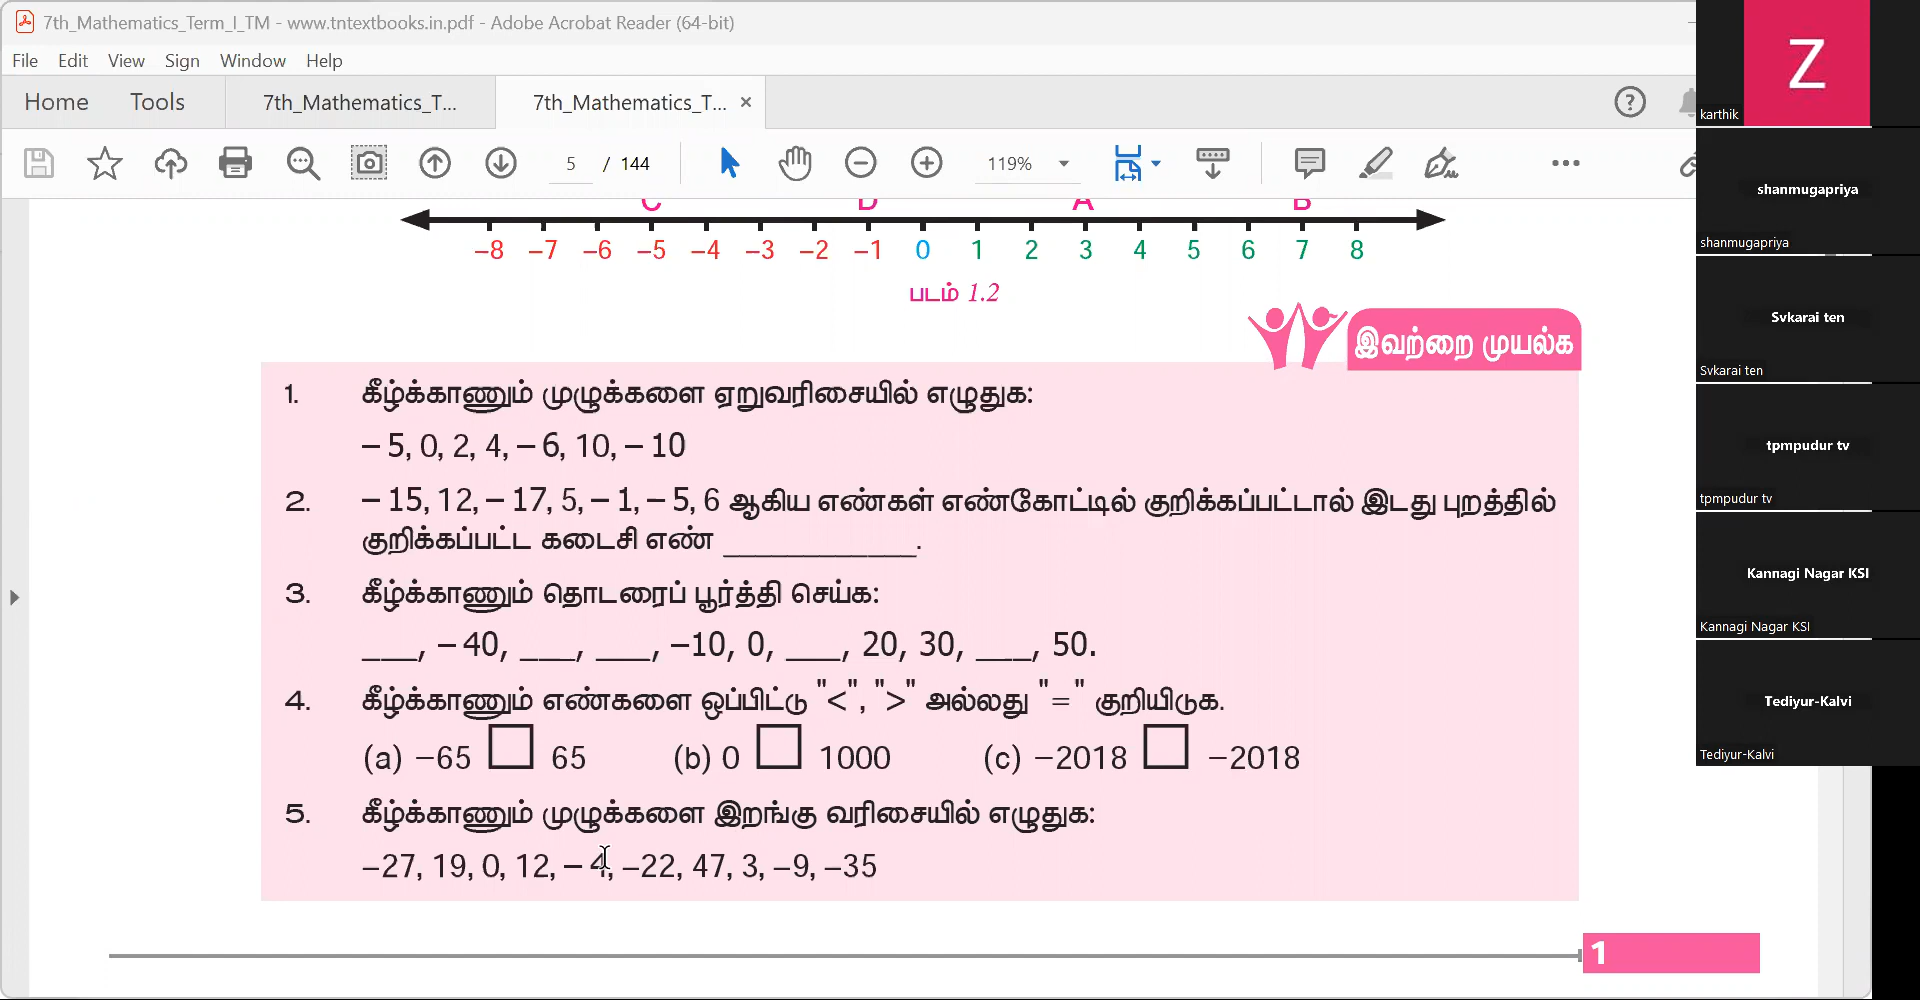 7th_Mathematics_Term_I_TM - www.tntextbooks.in.pdf - Adobe Acrobat Reader (64-bit)
File Edit View Sign Window Help
Home Tools 7th_Mathematics_T... 7th_Mathematics_T... ×
5 / 144 119%
C D A B
–8 –7 –6 –5 –4 –3 –2 –1 0 1 2 3 4 5 6 7 8
படம் 1.2
இவற்றை முயல்க
1. கீழ்க்காணும் முழுக்களை ஏறுவரிசையில் எழுதுக:
– 5, 0, 2, 4, – 6, 10, – 10
2. – 15, 12, – 17, 5, – 1, – 5, 6 ஆகிய எண்கள் எண்கோட்டில் குறிக்கப்பட்டால் இடது புறத்தில்
குறிக்கப்பட்ட கடைசி எண் ____________.
3. கீழ்க்காணும் தொடரைப் பூர்த்தி செய்க:
___, – 40, ___, ___, –10, 0, ___, 20, 30, ___, 50.
4. கீழ்க்காணும் எண்களை ஒப்பிட்டு "<", ">" அல்லது "=" குறியிடுக.
(a) –65 □ 65 (b) 0 □ 1000 (c) –2018 □ –2018
5. கீழ்க்காணும் முழுக்களை இறங்கு வரிசையில் எழுதுக:
–27, 19, 0, 12, – 4, –22, 47, 3, –9, –35
1
Z
karthik
shanmugapriya
shanmugapriya
Svkarai ten
Svkarai ten
tpmpudur tv
tpmpudur tv
Kannagi Nagar KSI
Kannagi Nagar KSI
Tediyur-Kalvi
Tediyur-Kalvi